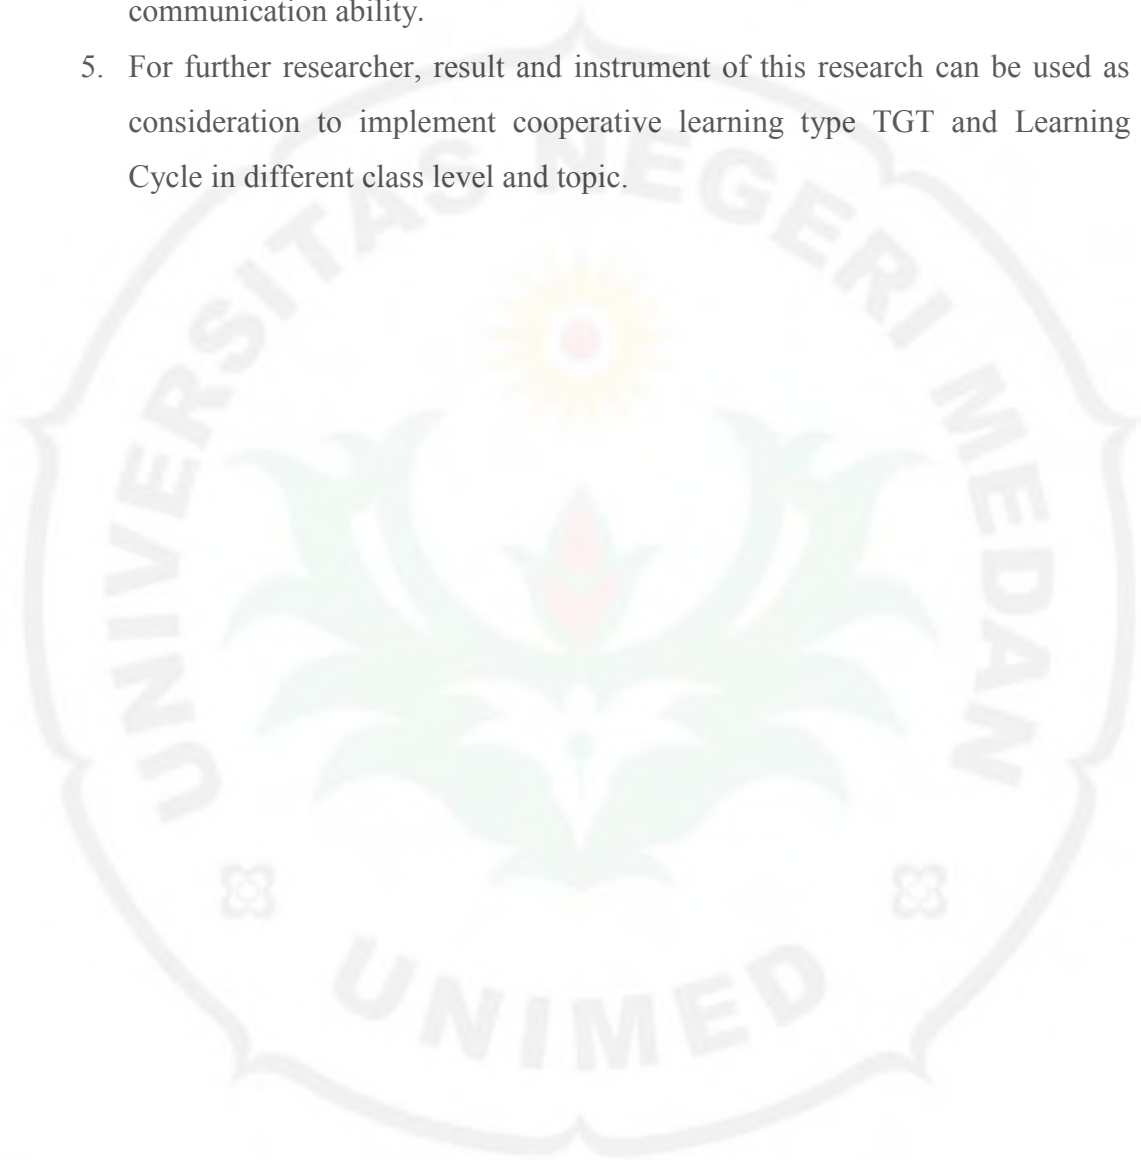 communication ability.
5. For further researcher, result and instrument of this research can be used as
consideration to implement cooperative learning type TGT and Learning
Cycle in different class level and topic.
UNIVERSITAS NEGERI MEDAN
UNIMED